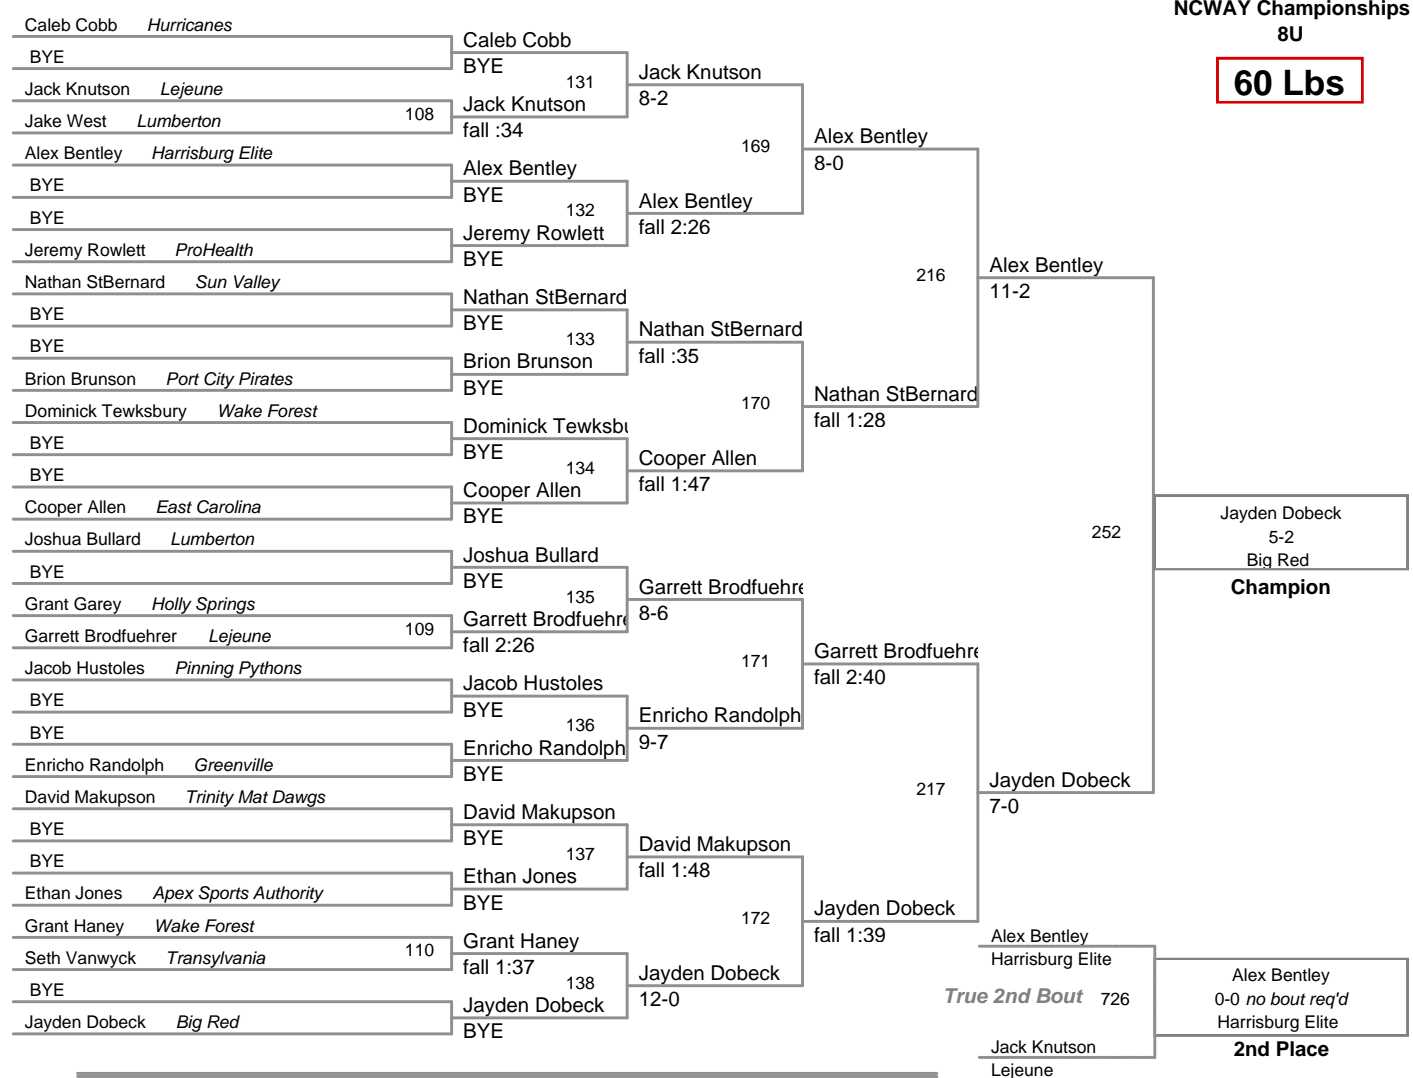 NCWAY Championships
8U
60 Lbs
Caleb Cobb Hurricanes
BYE
Jack Knutson Lejeune
Jake West Lumberton
108
Alex Bentley Harrisburg Elite
BYE
BYE
Jeremy Rowlett ProHealth
Nathan StBernard Sun Valley
BYE
BYE
Brion Brunson Port City Pirates
Dominick Tewksbury Wake Forest
BYE
BYE
Cooper Allen East Carolina
Joshua Bullard Lumberton
BYE
Grant Garey Holly Springs
Garrett Brodfuehrer Lejeune
109
Jacob Hustoles Pinning Pythons
BYE
BYE
Enricho Randolph Greenville
David Makupson Trinity Mat Dawgs
BYE
BYE
Ethan Jones Apex Sports Authority
Grant Haney Wake Forest
Seth Vanwyck Transylvania
110
BYE
Jayden Dobeck Big Red
Caleb Cobb
BYE
131
Jack Knutson
fall :34
Alex Bentley
BYE
132
Jeremy Rowlett
BYE
Nathan StBernard
BYE
133
Brion Brunson
BYE
Dominick Tewksbu
BYE
134
Cooper Allen
BYE
Joshua Bullard
BYE
135
Garrett Brodfuehre
fall 2:26
Jacob Hustoles
BYE
136
Enricho Randolph
BYE
David Makupson
BYE
137
Ethan Jones
BYE
Grant Haney
fall 1:37
138
Jayden Dobeck
BYE
Jack Knutson
8-2
169
Alex Bentley
fall 2:26
Nathan StBernard
fall :35
170
Cooper Allen
fall 1:47
Garrett Brodfuehre
8-6
171
Enricho Randolph
9-7
David Makupson
fall 1:48
172
Jayden Dobeck
12-0
Alex Bentley
8-0
216
Nathan StBernard
fall 1:28
Garrett Brodfuehre
fall 2:40
217
Jayden Dobeck
fall 1:39
Alex Bentley
11-2
252
Jayden Dobeck
7-0
Jayden Dobeck
5-2
Big Red
Champion
Alex Bentley
Harrisburg Elite
True 2nd Bout 726
Jack Knutson
Lejeune
Alex Bentley
0-0 no bout req'd
Harrisburg Elite
2nd Place